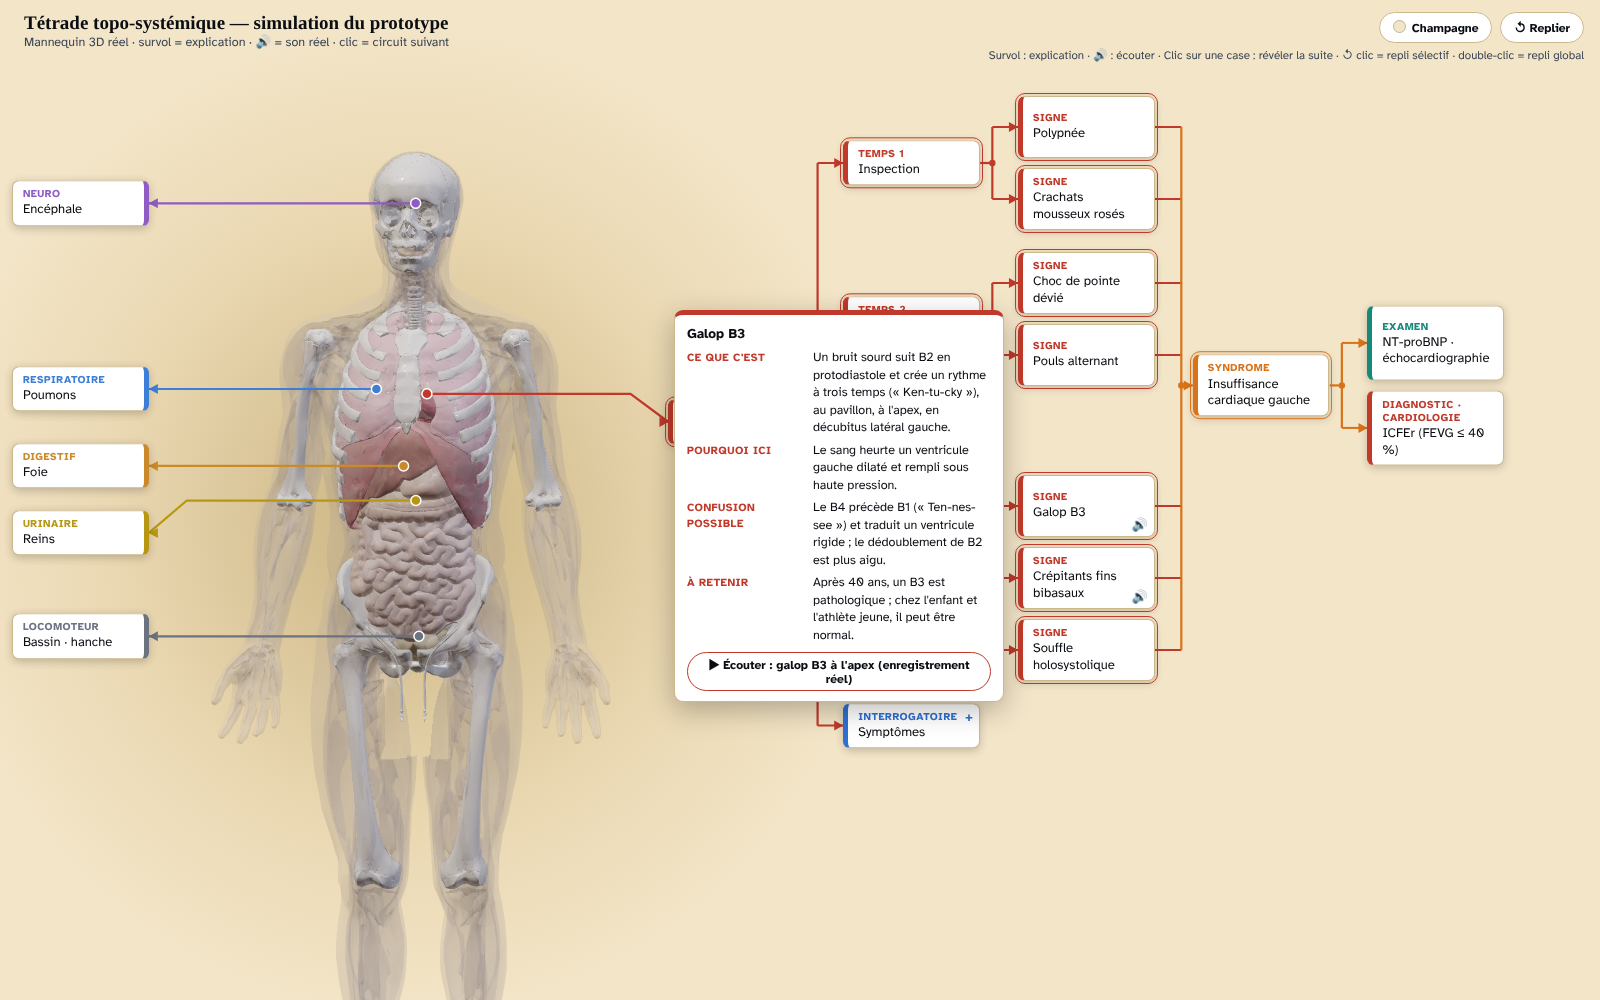 Tétrade topo-systémique — simulation du prototype
Mannequin 3D réel · survol = explication · 🔊 = son réel · clic = circuit suivant
Champagne
↺ Replier
Survol : explication · 🔊 : écouter · Clic sur une case : révéler la suite · ↺ clic = repli sélectif · double-clic = repli global
NEURO
Encéphale
RESPIRATOIRE
Poumons
DIGESTIF
Foie
URINAIRE
Reins
LOCOMOTEUR
Bassin · hanche
TEMPS 1
Inspection
TEMPS 2
SIGNE
Polypnée
SIGNE
Crachats
mousseux rosés
SIGNE
Choc de pointe
dévié
SIGNE
Pouls alternant
Galop B3
CE QUE C'EST
Un bruit sourd suit B2 en
protodiastole et crée un rythme
à trois temps (« Ken-tu-cky »),
au pavillon, à l'apex, en
décubitus latéral gauche.
POURQUOI ICI
Le sang heurte un ventricule
gauche dilaté et rempli sous
haute pression.
CONFUSION
POSSIBLE
Le B4 précède B1 (« Ten-nes-
see ») et traduit un ventricule
rigide ; le dédoublement de B2
est plus aigu.
À RETENIR
Après 40 ans, un B3 est
pathologique ; chez l'enfant et
l'athlète jeune, il peut être
normal.
▶ Écouter : galop B3 à l'apex (enregistrement
réel)
SIGNE
Galop B3
🔊
SIGNE
Crépitants fins
bibasaux
🔊
SIGNE
Souffle
holosystolique
INTERROGATOIRE +
Symptômes
SYNDROME
Insuffisance
cardiaque gauche
EXAMEN
NT-proBNP ·
échocardiographie
DIAGNOSTIC ·
CARDIOLOGIE
ICFEr (FEVG ≤ 40
%)